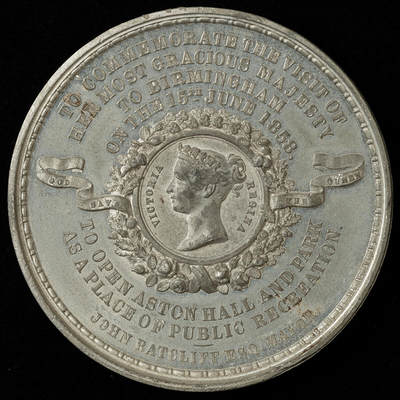 TO COMMEMORATE THE VISIT OF
HER MOST GRACIOUS MAJESTY
TO BIRMINGHAM
ON THE 15TH JUNE 1858,
GOD SAVE THE QUEEN
VICTORIA REGINA
TO OPEN ASTON HALL AND PARK
AS A PLACE OF PUBLIC RECREATION.
JOHN RATCLIFF ESQ. MAYOR.